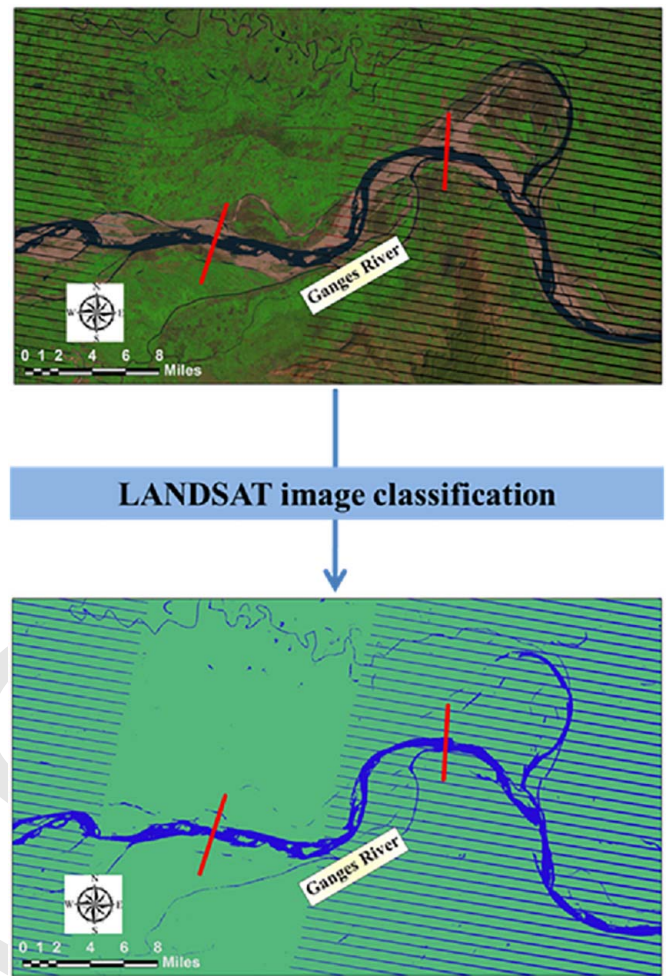 Ganges River
N
W E
S
0 1 2 4 6 8
Miles
LANDSAT image classification
Ganges River
N
W E
S
0 1 2 4 6 8
Miles